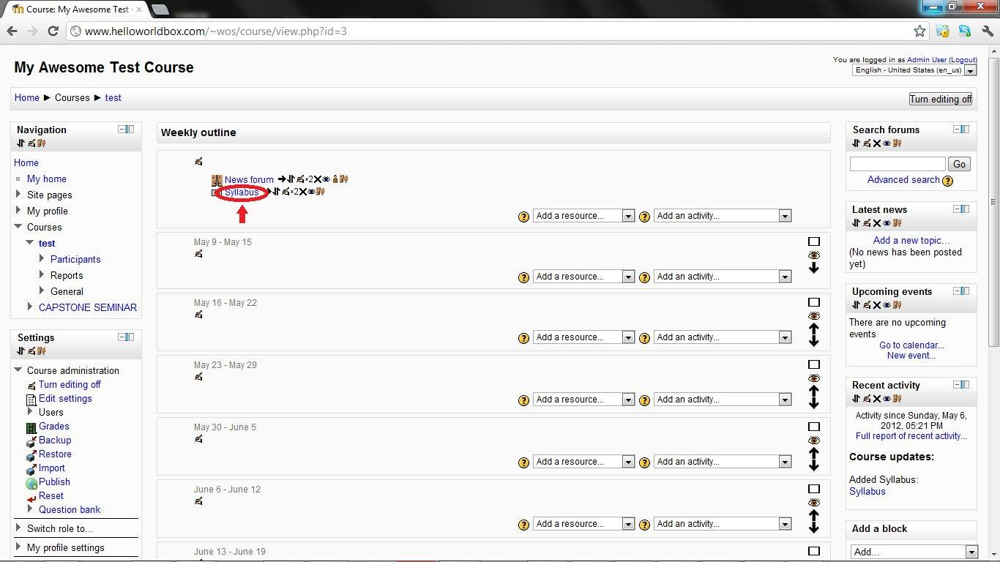 Course: My Awesome Test
www.helloworldbox.com/~wos/course/view.php?id=3
My Awesome Test Course
You are logged in as Admin User (Logout)
English - United States (en_us)
Home ► Courses ► test
Turn editing off
Navigation
Home
My home
Site pages
My profile
Courses
test
Participants
Reports
General
CAPSTONE SEMINAR
Settings
Course administration
Turn editing off
Edit settings
Users
Grades
Backup
Restore
Import
Publish
Reset
Question bank
Switch role to...
My profile settings
Weekly outline
News forum ×2
Syllabus ×2
Add a resource... Add an activity...
May 9 - May 15
Add a resource... Add an activity...
May 16 - May 22
Add a resource... Add an activity...
May 23 - May 29
Add a resource... Add an activity...
May 30 - June 5
Add a resource... Add an activity...
June 6 - June 12
Add a resource... Add an activity...
June 13 - June 19
Search forums
Go
Advanced search
Latest news
Add a new topic...
(No news has been posted
yet)
Upcoming events
There are no upcoming
events
Go to calendar...
New event...
Recent activity
Activity since Sunday, May 6,
2012, 05:21 PM
Full report of recent activity...
Course updates:
Added Syllabus:
Syllabus
Add a block
Add...